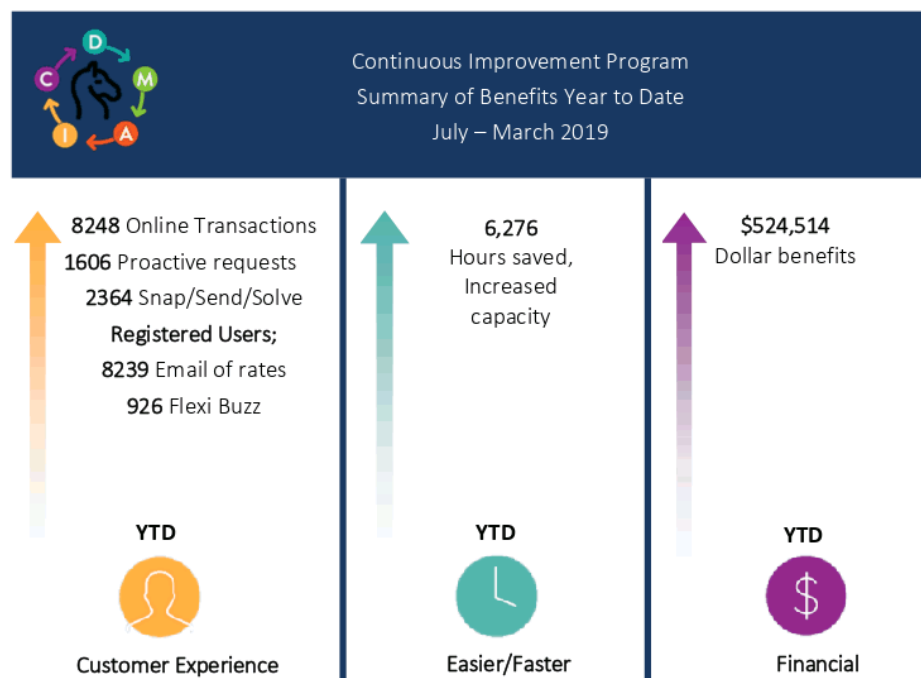 D
M
A
I
C
Continuous Improvement Program
Summary of Benefits Year to Date
July – March 2019
8248 Online Transactions
1606 Proactive requests
2364 Snap/Send/Solve
Registered Users;
8239 Email of rates
926 Flexi Buzz
YTD
Customer Experience
6,276
Hours saved,
Increased
capacity
YTD
Easier/Faster
$524,514
Dollar benefits
YTD
$
Financial